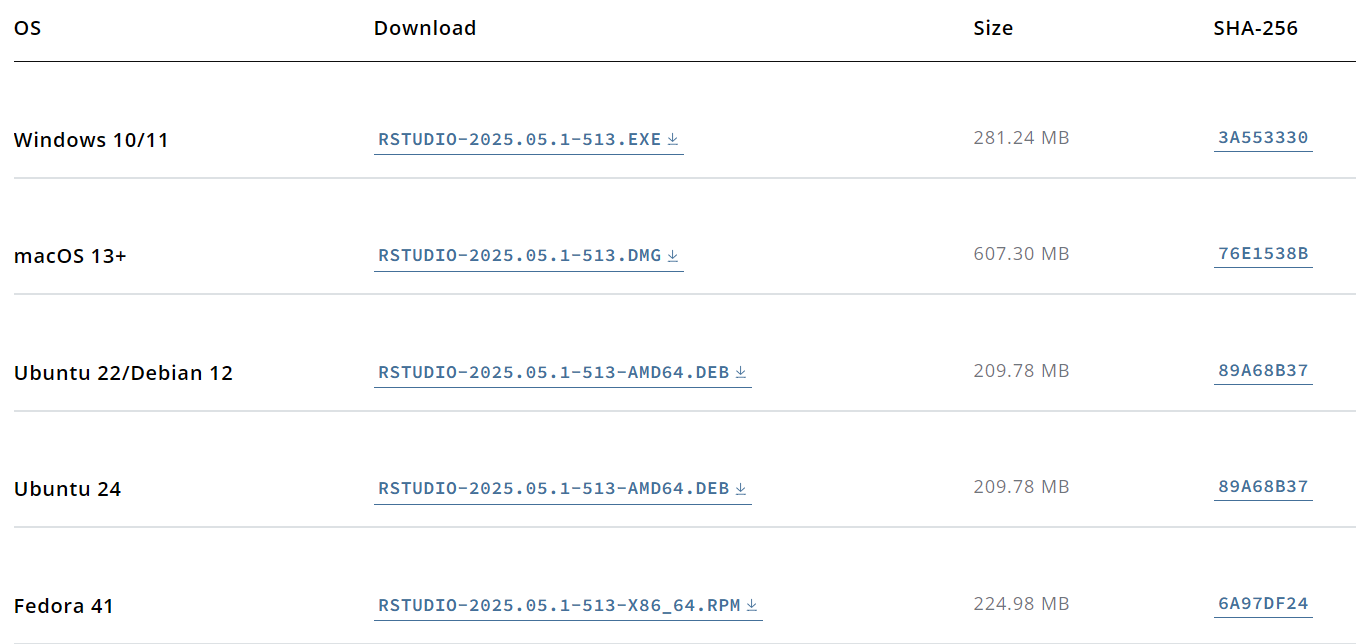 OS Download Size SHA-256
Windows 10/11 RSTUDIO-2025.05.1-513.EXE 281.24 MB 3A553330
macOS 13+ RSTUDIO-2025.05.1-513.DMG 607.30 MB 76E1538B
Ubuntu 22/Debian 12 RSTUDIO-2025.05.1-513-AMD64.DEB 209.78 MB 89A68B37
Ubuntu 24 RSTUDIO-2025.05.1-513-AMD64.DEB 209.78 MB 89A68B37
Fedora 41 RSTUDIO-2025.05.1-513-X86_64.RPM 224.98 MB 6A97DF24